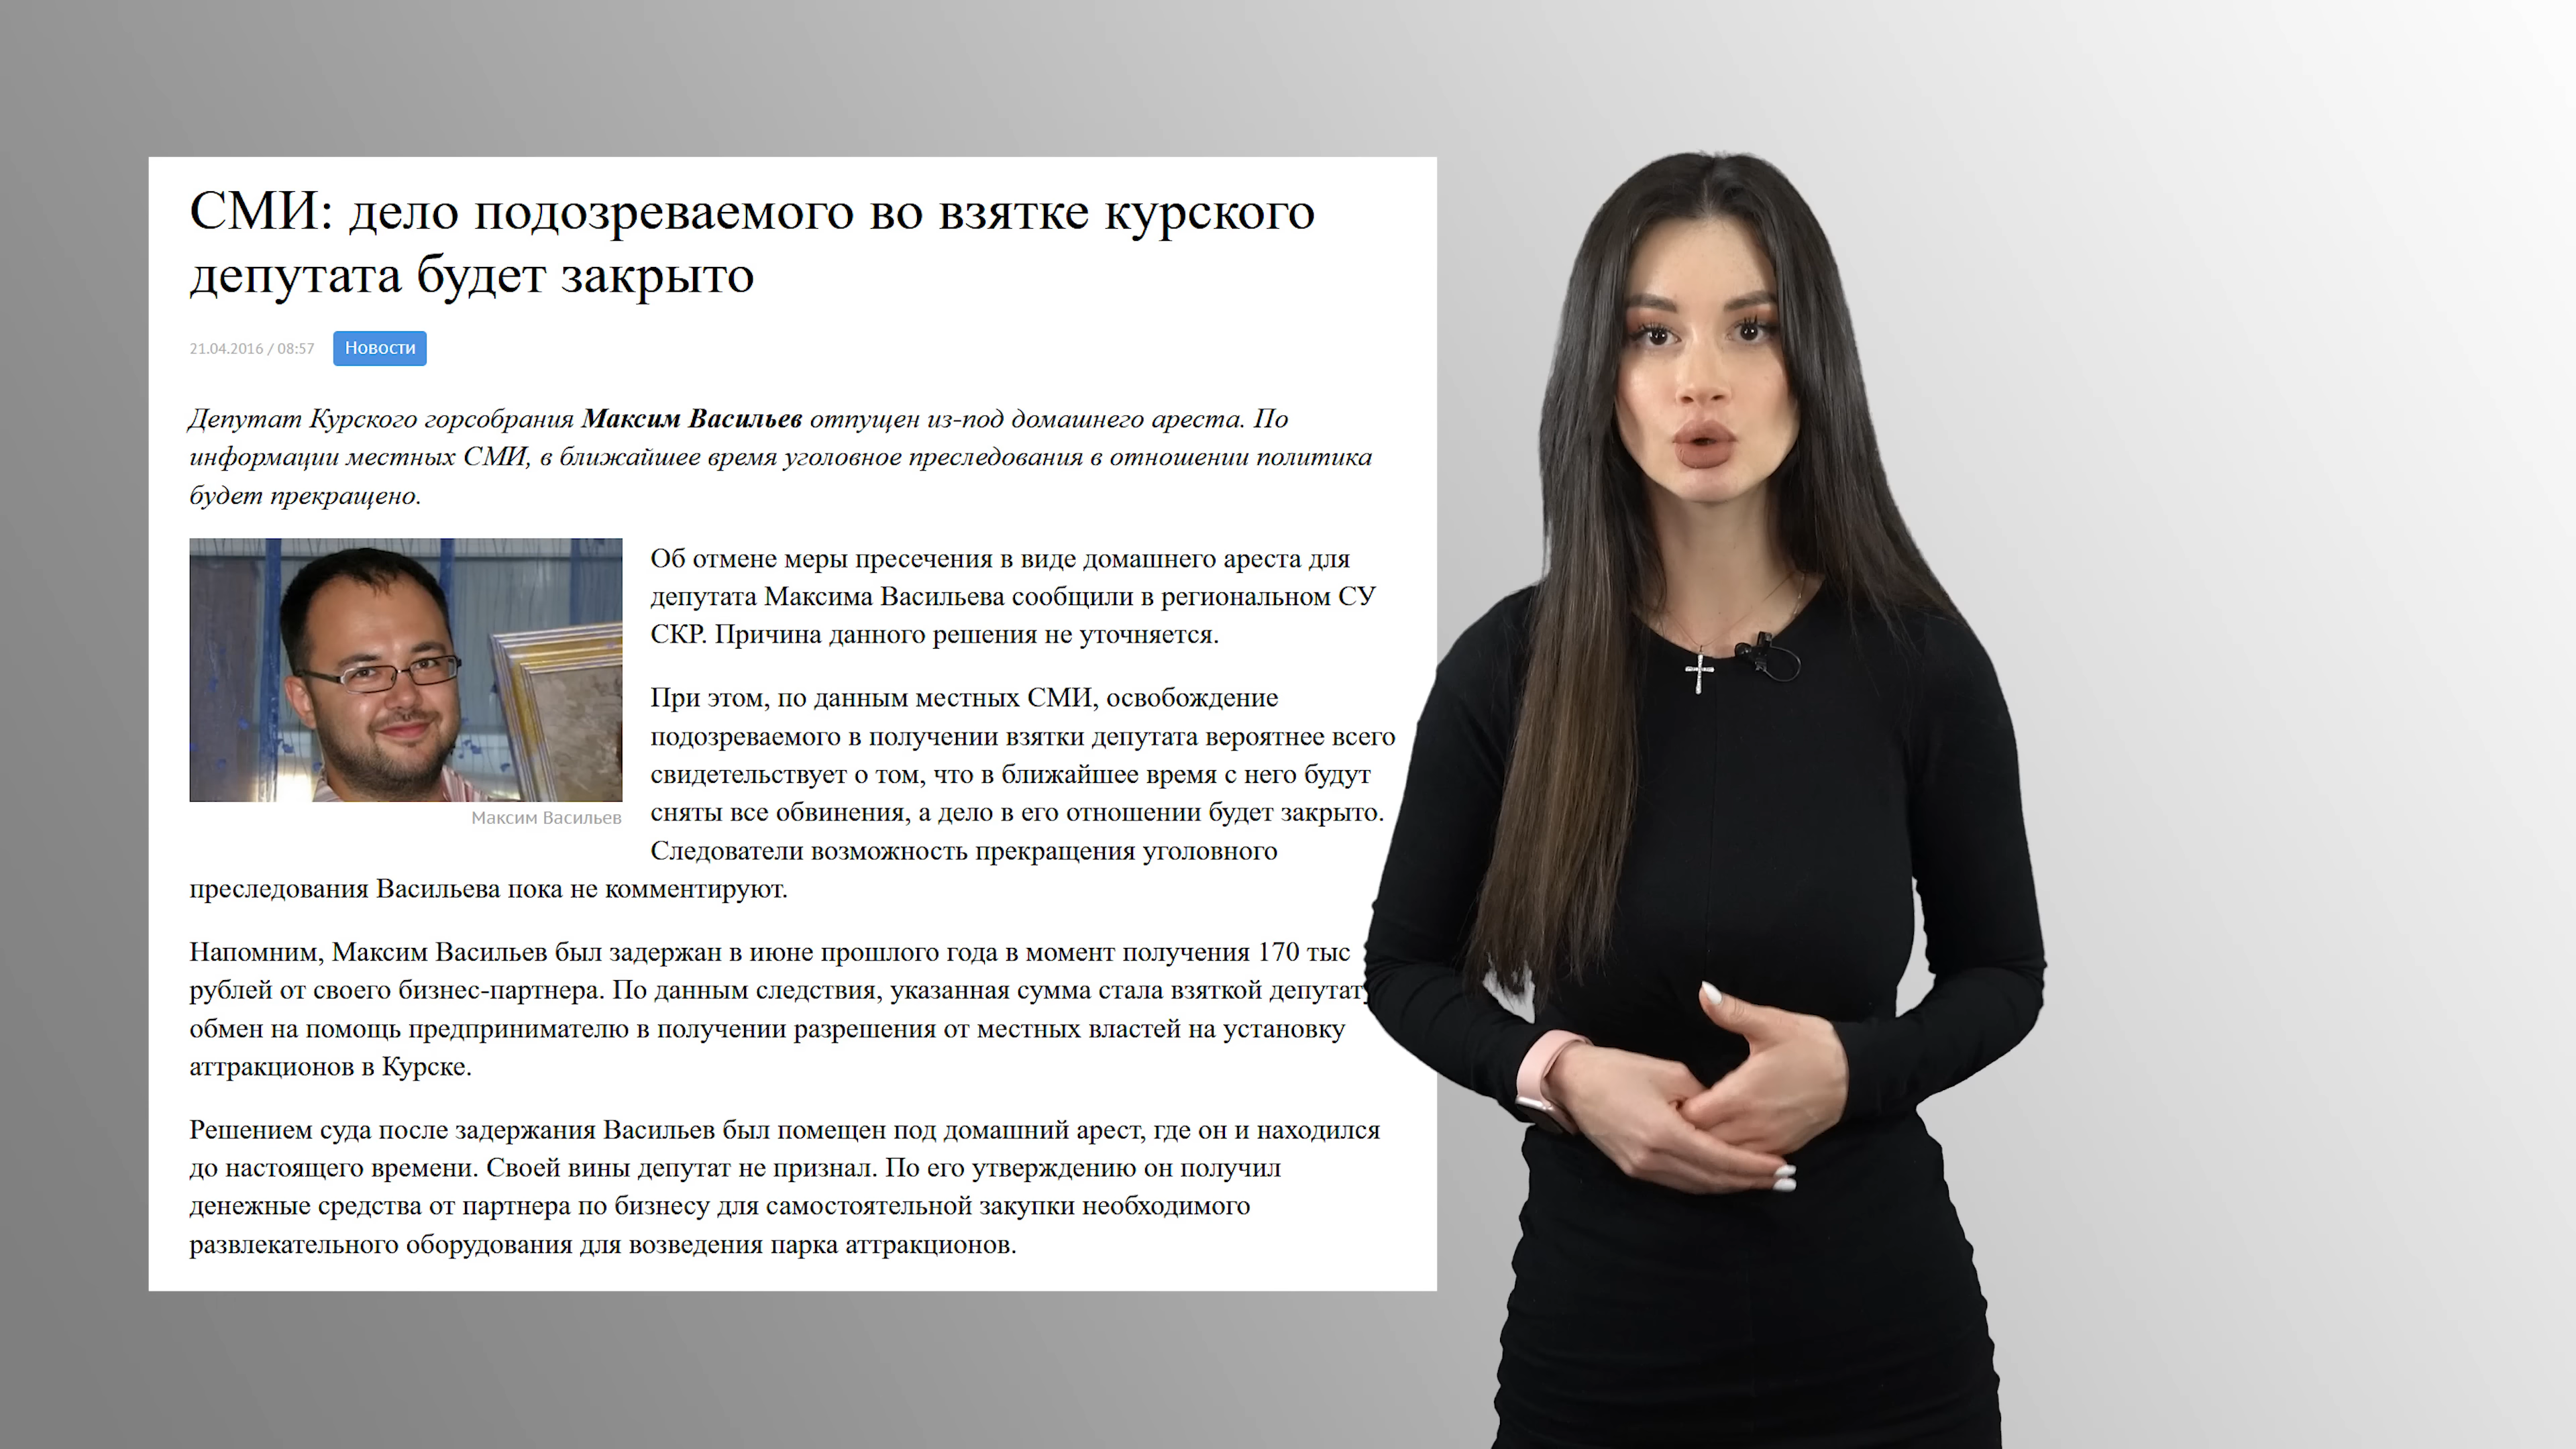 СМИ: дело подозреваемого во взятке курского
депутата будет закрыто
21.04.2016 / 08:57 Новости
Депутат Курского горсобрания Максим Васильев отпущен из-под домашнего ареста. По
информации местных СМИ, в ближайшее время уголовное преследования в отношении политика
будет прекращено.
Об отмене меры пресечения в виде домашнего ареста для
депутата Максима Васильева сообщили в региональном СУ
СКР. Причина данного решения не уточняется.
При этом, по данным местных СМИ, освобождение
подозреваемого в получении взятки депутата вероятнее всего
свидетельствует о том, что в ближайшее время с него будут
сняты все обвинения, а дело в его отношении будет закрыто.
Максим Васильев
Следователи возможность прекращения уголовного
преследования Васильева пока не комментируют.
Напомним, Максим Васильев был задержан в июне прошлого года в момент получения 170 тыс
рублей от своего бизнес-партнера. По данным следствия, указанная сумма стала взяткой
обмен на помощь предпринимателю в получении разрешения от местных властей на установку
аттракционов в Курске.
Решением суда после задержания Васильев был помещен под домашний арест, где он и находился
до настоящего времени. Своей вины депутат не признал. По его утверждению он получил
денежные средства от партнера по бизнесу для самостоятельной закупки необходимого
развлекательного оборудования для возведения парка аттракционов.